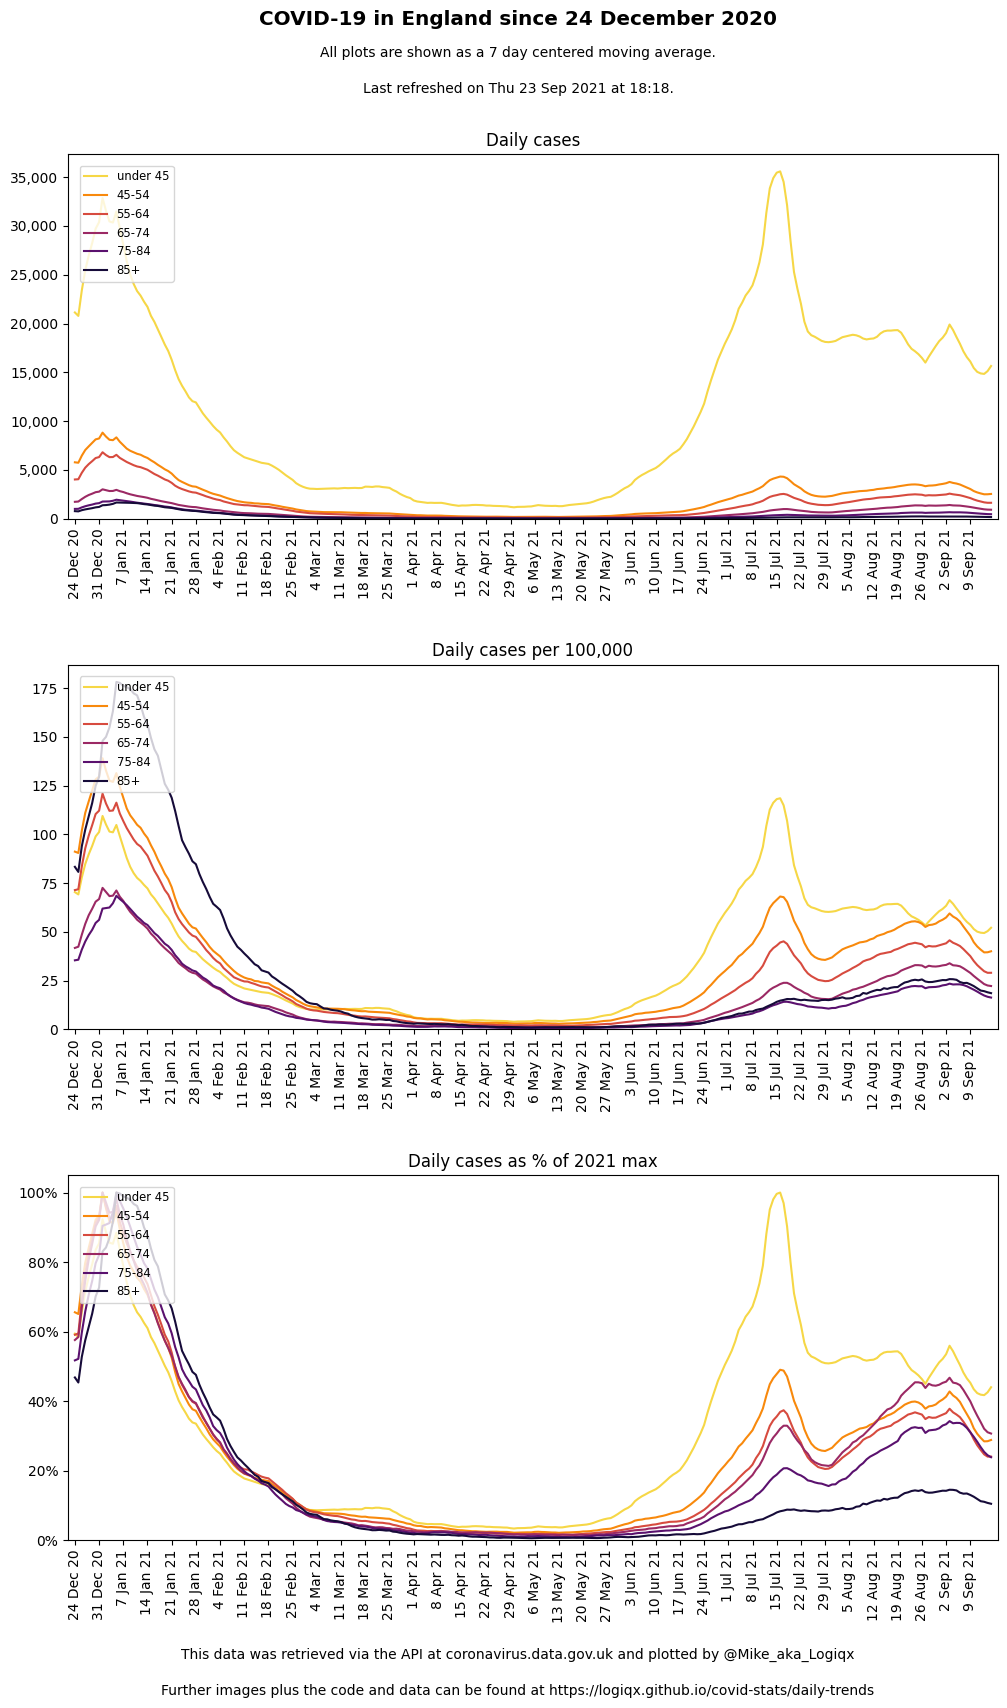 COVID-19 in England since 24 December 2020
All plots are shown as a 7 day centered moving average.
Last refreshed on Thu 23 Sep 2021 at 18:18.
Daily cases
35,000
30,000
25,000
20,000
15,000
10,000
5,000
0
under 45
45-54
55-64
65-74
75-84
85+
24 Dec 20
31 Dec 20
7 Jan 21
14 Jan 21
21 Jan 21
28 Jan 21
4 Feb 21
11 Feb 21
18 Feb 21
25 Feb 21
4 Mar 21
11 Mar 21
18 Mar 21
25 Mar 21
1 Apr 21
8 Apr 21
15 Apr 21
22 Apr 21
29 Apr 21
6 May 21
13 May 21
20 May 21
27 May 21
3 Jun 21
10 Jun 21
17 Jun 21
24 Jun 21
1 Jul 21
8 Jul 21
15 Jul 21
22 Jul 21
29 Jul 21
5 Aug 21
12 Aug 21
19 Aug 21
26 Aug 21
2 Sep 21
9 Sep 21
Daily cases per 100,000
175
150
125
100
75
50
25
0
under 45
45-54
55-64
65-74
75-84
85+
24 Dec 20
31 Dec 20
7 Jan 21
14 Jan 21
21 Jan 21
28 Jan 21
4 Feb 21
11 Feb 21
18 Feb 21
25 Feb 21
4 Mar 21
11 Mar 21
18 Mar 21
25 Mar 21
1 Apr 21
8 Apr 21
15 Apr 21
22 Apr 21
29 Apr 21
6 May 21
13 May 21
20 May 21
27 May 21
3 Jun 21
10 Jun 21
17 Jun 21
24 Jun 21
1 Jul 21
8 Jul 21
15 Jul 21
22 Jul 21
29 Jul 21
5 Aug 21
12 Aug 21
19 Aug 21
26 Aug 21
2 Sep 21
9 Sep 21
Daily cases as % of 2021 max
100%
80%
60%
40%
20%
0%
under 45
45-54
55-64
65-74
75-84
85+
24 Dec 20
31 Dec 20
7 Jan 21
14 Jan 21
21 Jan 21
28 Jan 21
4 Feb 21
11 Feb 21
18 Feb 21
25 Feb 21
4 Mar 21
11 Mar 21
18 Mar 21
25 Mar 21
1 Apr 21
8 Apr 21
15 Apr 21
22 Apr 21
29 Apr 21
6 May 21
13 May 21
20 May 21
27 May 21
3 Jun 21
10 Jun 21
17 Jun 21
24 Jun 21
1 Jul 21
8 Jul 21
15 Jul 21
22 Jul 21
29 Jul 21
5 Aug 21
12 Aug 21
19 Aug 21
26 Aug 21
2 Sep 21
9 Sep 21
This data was retrieved via the API at coronavirus.data.gov.uk and plotted by @Mike_aka_Logiqx
Further images plus the code and data can be found at https://logiqx.github.io/covid-stats/daily-trends